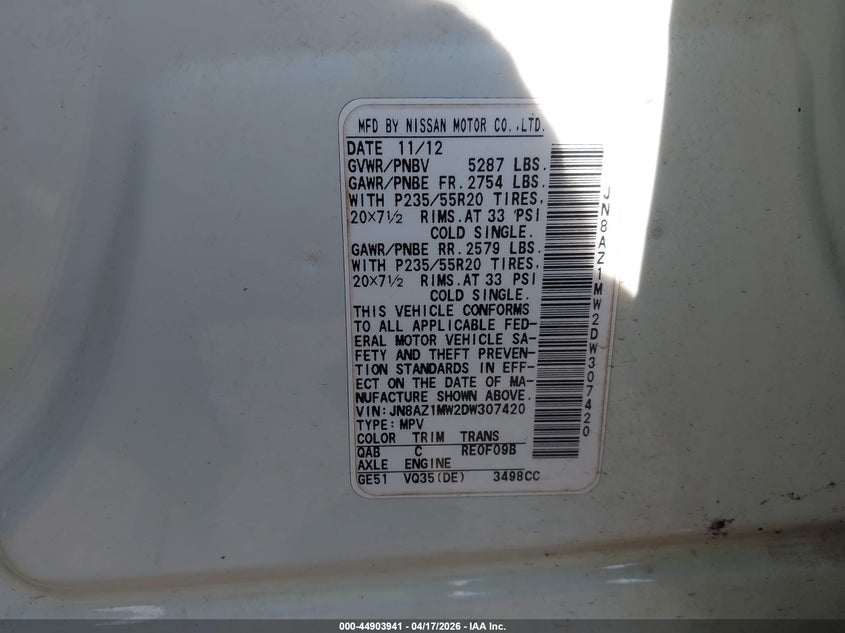 MFD BY NISSAN MOTOR CO.,LTD.
DATE 11/12
GVWR/PNBV 5287 LBS.
GAWR/PNBE FR. 2754 LBS.
WITH P235/55R20 TIRES,
20×7½ RIMS.AT 33 PSI
COLD SINGLE.
GAWR/PNBE RR. 2579 LBS.
WITH P235/55R20 TIRES,
20×7½ RIMS.AT 33 PSI
COLD SINGLE.
THIS VEHICLE CONFORMS
TO ALL APPLICABLE FED-
ERAL MOTOR VEHICLE SA-
FETY AND THEFT PREVEN-
TION STANDARDS IN EFF-
ECT ON THE DATE OF MA-
NUFACTURE SHOWN ABOVE.
VIN: JN8AZ1MW2DW307420
TYPE: MPV
COLOR TRIM TRANS
QAB C RE0F09B
AXLE ENGINE
GE51 VQ35(DE) 3498CC
JN8AZ1MW2DW307420
000-44903941 - 04/17/2026 - IAA Inc.